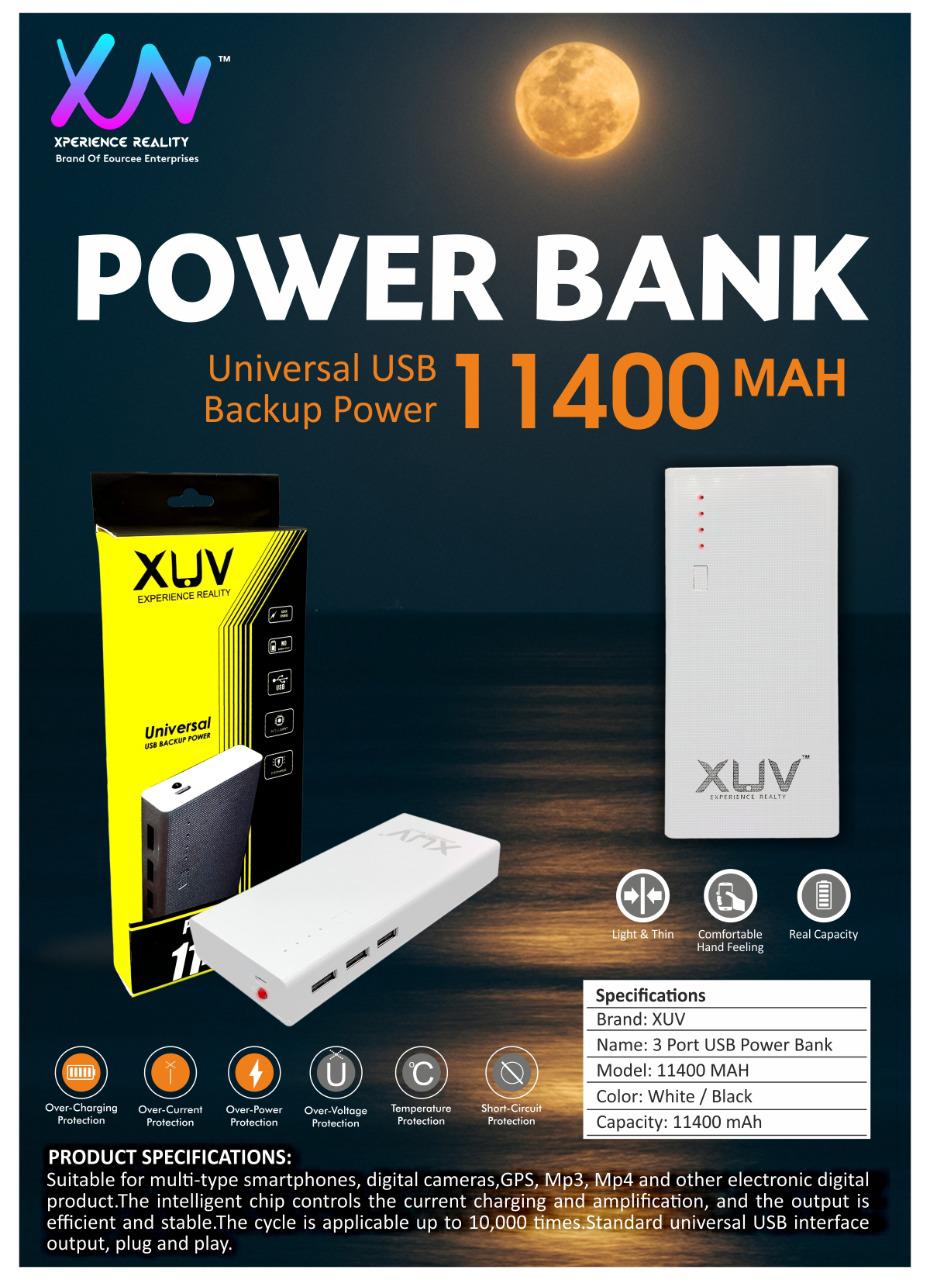 XUV™
XPERIENCE REALITY
Brand Of Eourcee Enterprises
POWER BANK
Universal USB
Backup Power
11400 MAH
XUV
EXPERIENCE REALITY
USB
Universal
USB BACKUP POWER
XUV™
EXPERIENCE REALTY
XUV
Light & Thin
Comfortable
Hand Feeling
Real Capacity
Specifications
Brand: XUV
Name: 3 Port USB Power Bank
Model: 11400 MAH
Color: White / Black
Capacity: 11400 mAh
Over-Charging
Protection
Over-Current
Protection
Over-Power
Protection
Over-Voltage
Protection
°C
Temperature
Protection
Short-Circuit
Protection
PRODUCT SPECIFICATIONS:
Suitable for multi-type smartphones, digital cameras,GPS, Mp3, Mp4 and other electronic digital
product.The intelligent chip controls the current charging and amplification, and the output is
efficient and stable.The cycle is applicable up to 10,000 times.Standard universal USB interface
output, plug and play.